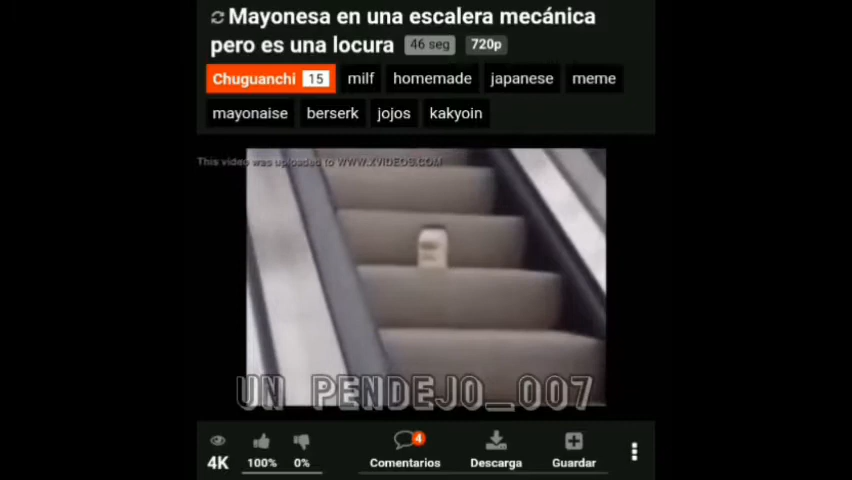 Mayonesa en una escalera mecánica
pero es una locura 46 seg 720p
Chuguanchi 15 milf homemade japanese meme
mayonaise berserk jojos kakyoin
This video was uploaded to WWW.XVIDEOS.COM
UN PENDEJO_007
4
4K 100% 0% Comentarios Descarga Guardar